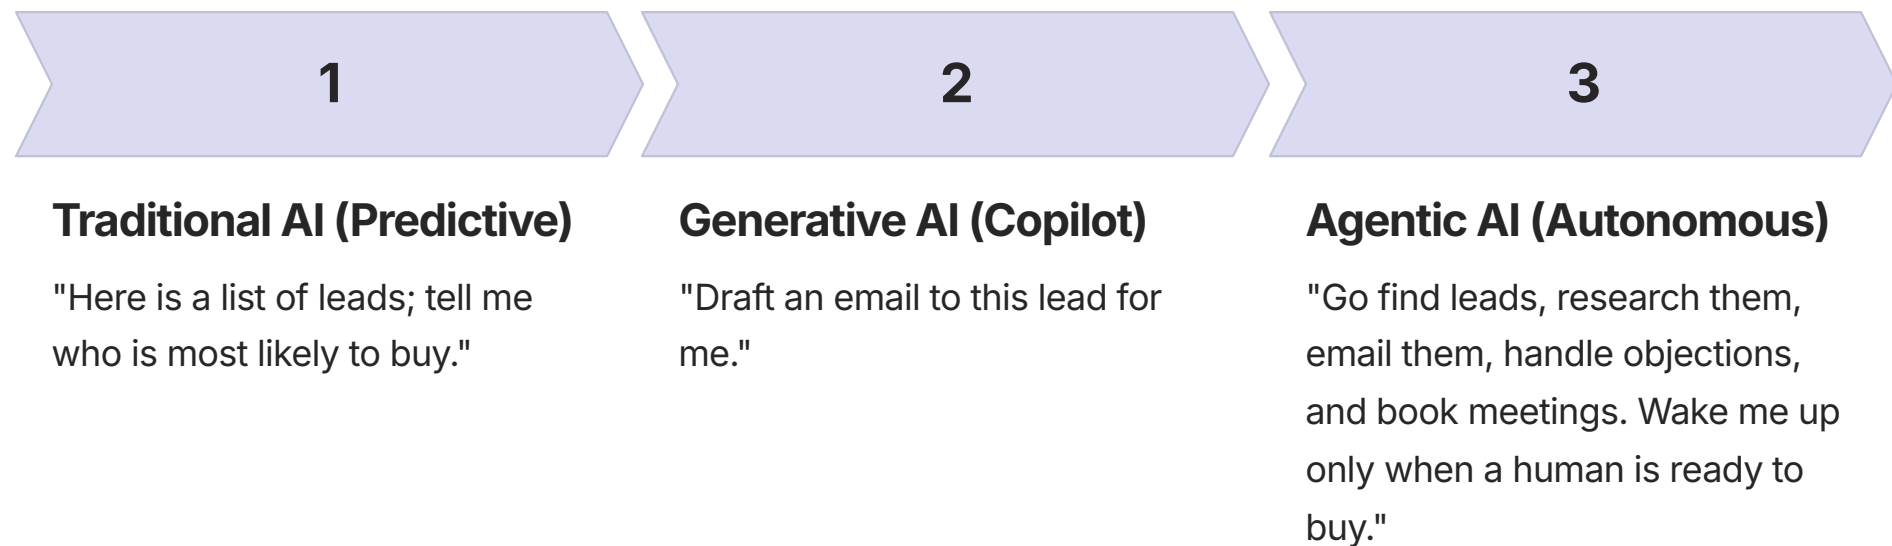 1
2
3
Traditional AI (Predictive)
"Here is a list of leads; tell me
who is most likely to buy."
Generative AI (Copilot)
"Draft an email to this lead for
me."
Agentic AI (Autonomous)
"Go find leads, research them,
email them, handle objections,
and book meetings. Wake me up
only when a human is ready to
buy."